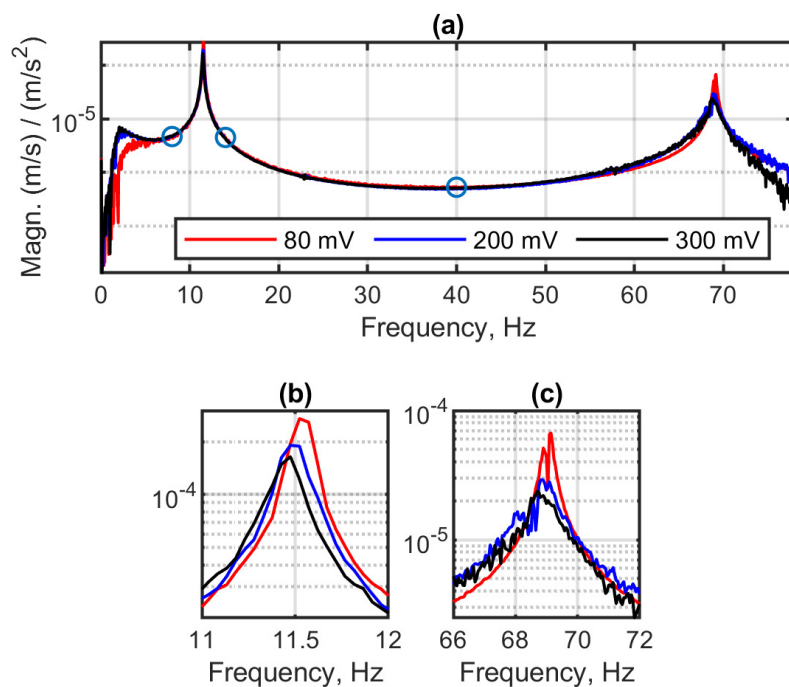 (a)
Magn. (m/s) / (m/s²)
10⁻⁵
80 mV 200 mV 300 mV
0 10 20 30 40 50 60 70
Frequency, Hz
(b) (c)
10⁻⁴
10⁻⁴
10⁻⁵
11 11.5 12
66 68 70 72
Frequency, Hz Frequency, Hz